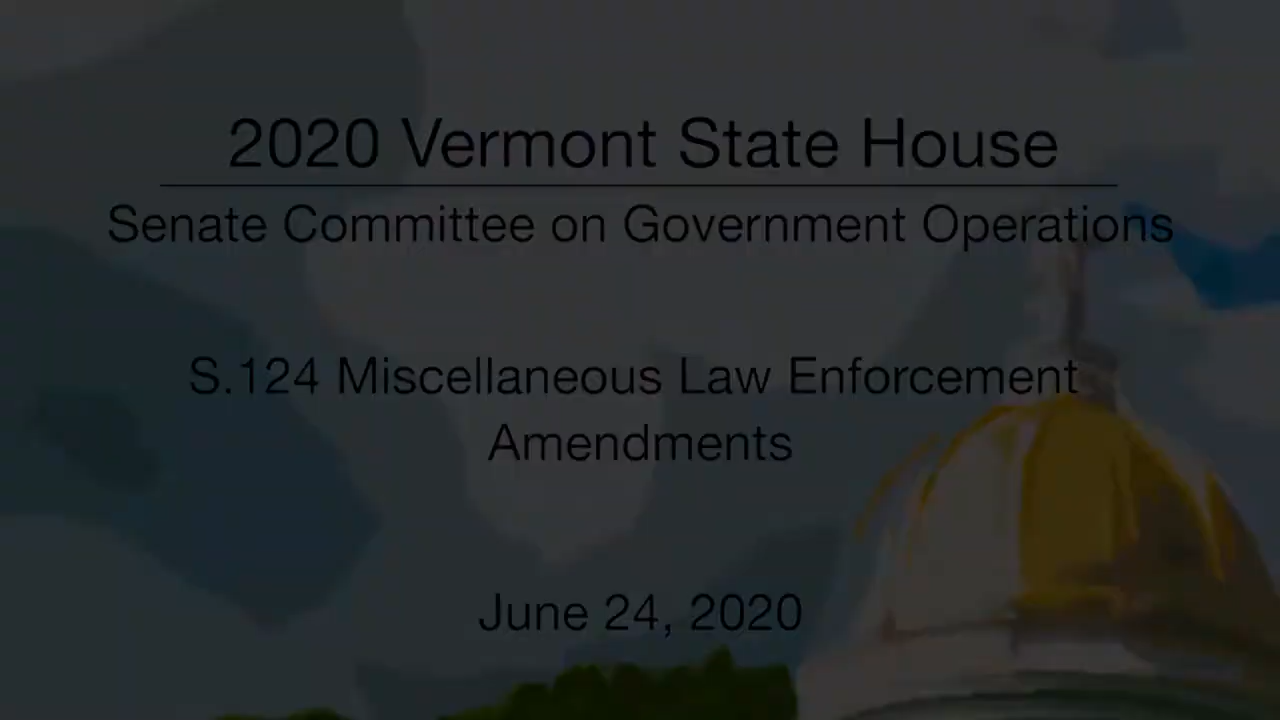 2020 Vermont State House
Senate Committee on Government Operations
S.124 Miscellaneous Law Enforcement
Amendments
June 24, 2020